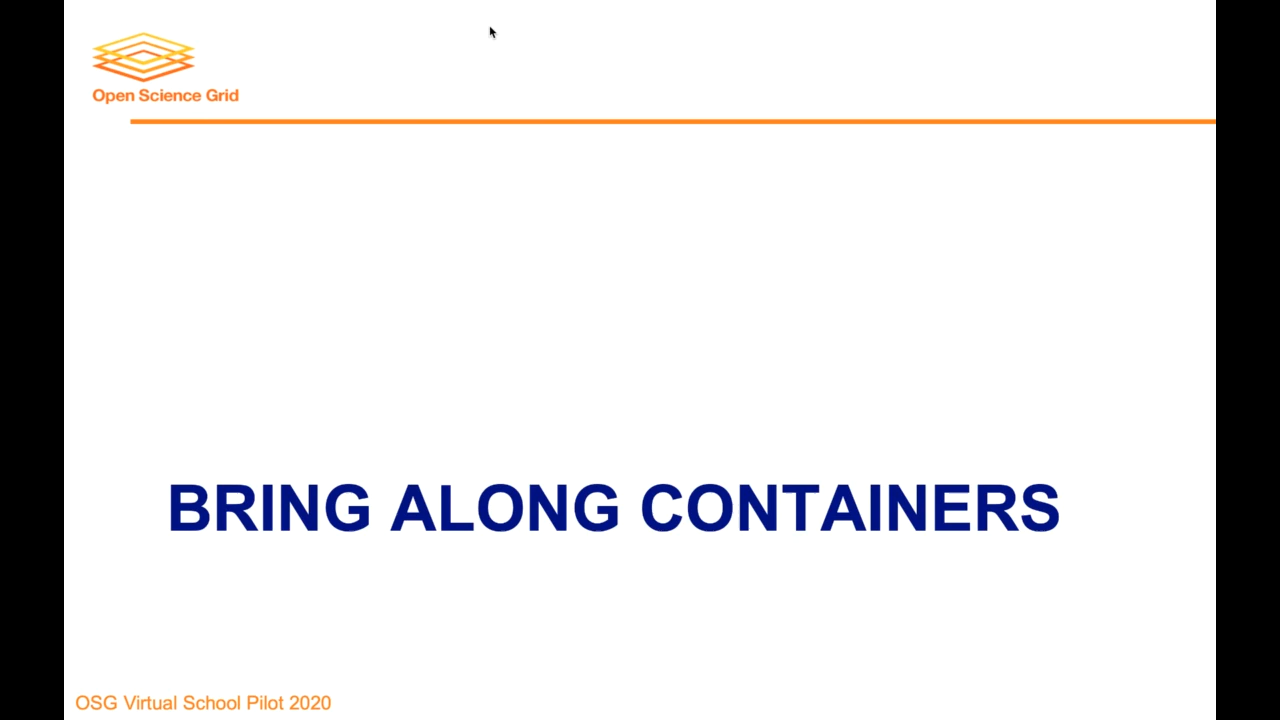 Open Science Grid
BRING ALONG CONTAINERS
OSG Virtual School Pilot 2020